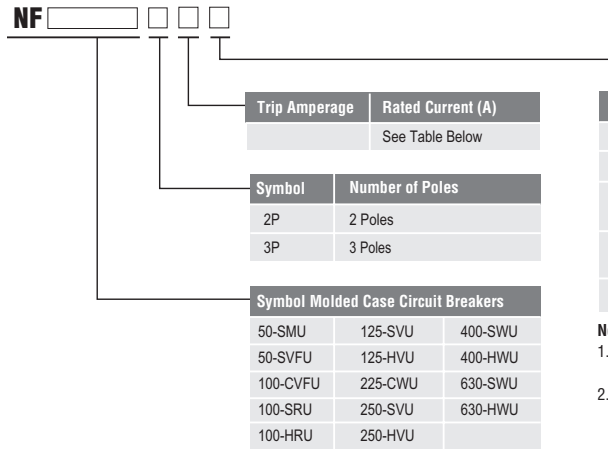 NF
Trip Amperage Rated Current (A)
See Table Below
Symbol Number of Poles
2P 2 Poles
3P 3 Poles
Symbol Molded Case Circuit Breakers
50-SMU 125-SVU 400-SWU
50-SVFU 125-HVU 400-HWU
100-CVFU 225-CWU 630-SWU
100-SRU 250-SVU 630-HWU
100-HRU 250-HVU
1.
2.